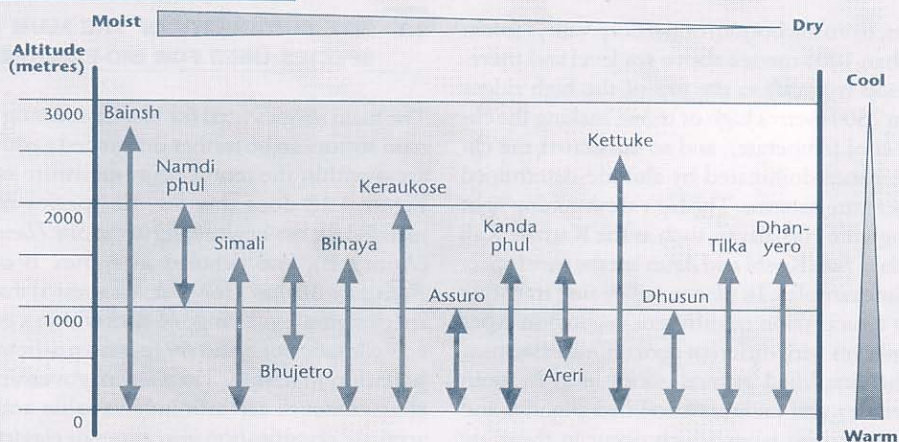 Moist
Dry
Altitude
(metres)
Cool
3000
2000
1000
0
Bainsh
Namdi
phul
Simali
Bhujetro
Bihaya
Keraukose
Assuro
Kanda
phul
Areri
Kettuke
Dhusun
Tilka
Dhan-
yero
Warm